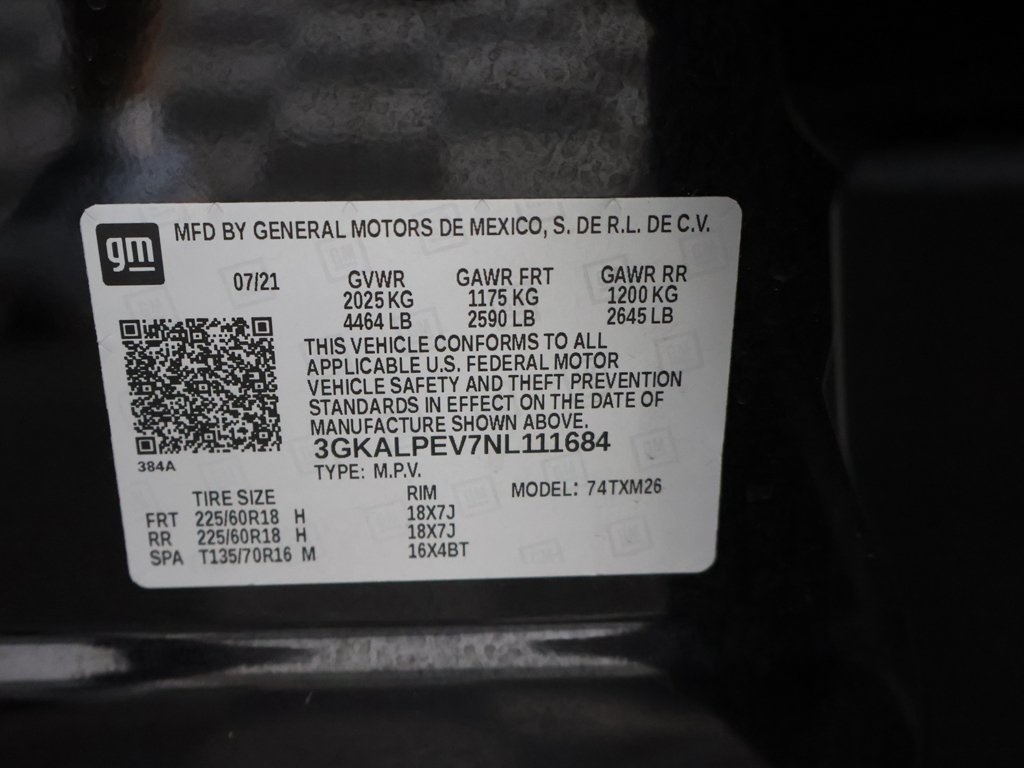 gm
MFD BY GENERAL MOTORS DE MEXICO, S. DE R.L. DE C.V.
07/21 GVWR GAWR FRT GAWR RR
2025 KG 1175 KG 1200 KG
4464 LB 2590 LB 2645 LB
THIS VEHICLE CONFORMS TO ALL
APPLICABLE U.S. FEDERAL MOTOR
VEHICLE SAFETY AND THEFT PREVENTION
STANDARDS IN EFFECT ON THE DATE OF
MANUFACTURE SHOWN ABOVE.
3GKALPEV7NL111684
384A
TYPE: M.P.V.
TIRE SIZE RIM MODEL: 74TXM26
FRT 225/60R18 H 18X7J
RR 225/60R18 H 18X7J
SPA T135/70R16 M 16X4BT